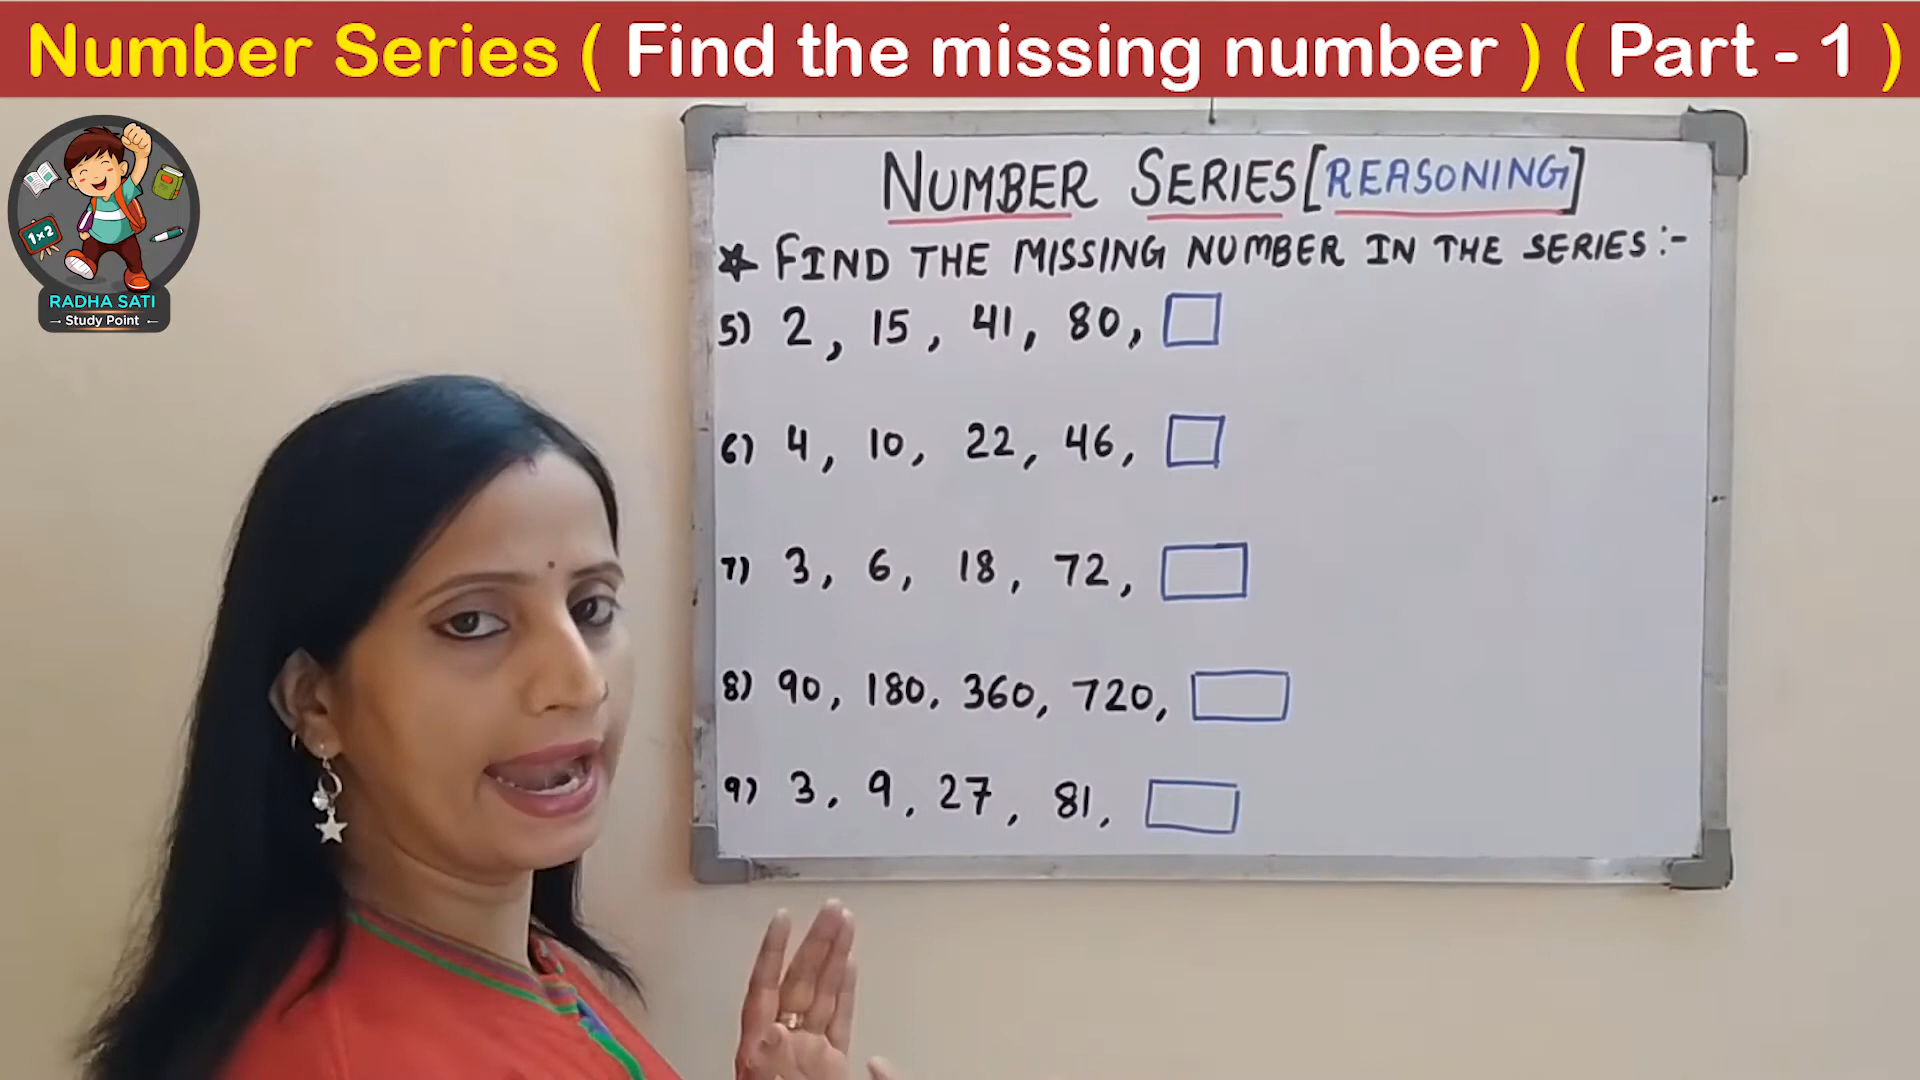 Number Series ( Find the missing number ) ( Part - 1 )
1x2
RADHA SATI
Study Point
NUMBER SERIES [REASONING]
☆ FIND THE MISSING NUMBER IN THE SERIES :-
5) 2, 15, 41, 80, □
6) 4, 10, 22, 46, □
7) 3, 6, 18, 72, □
8) 90, 180, 360, 720, □
9) 3, 9, 27, 81, □